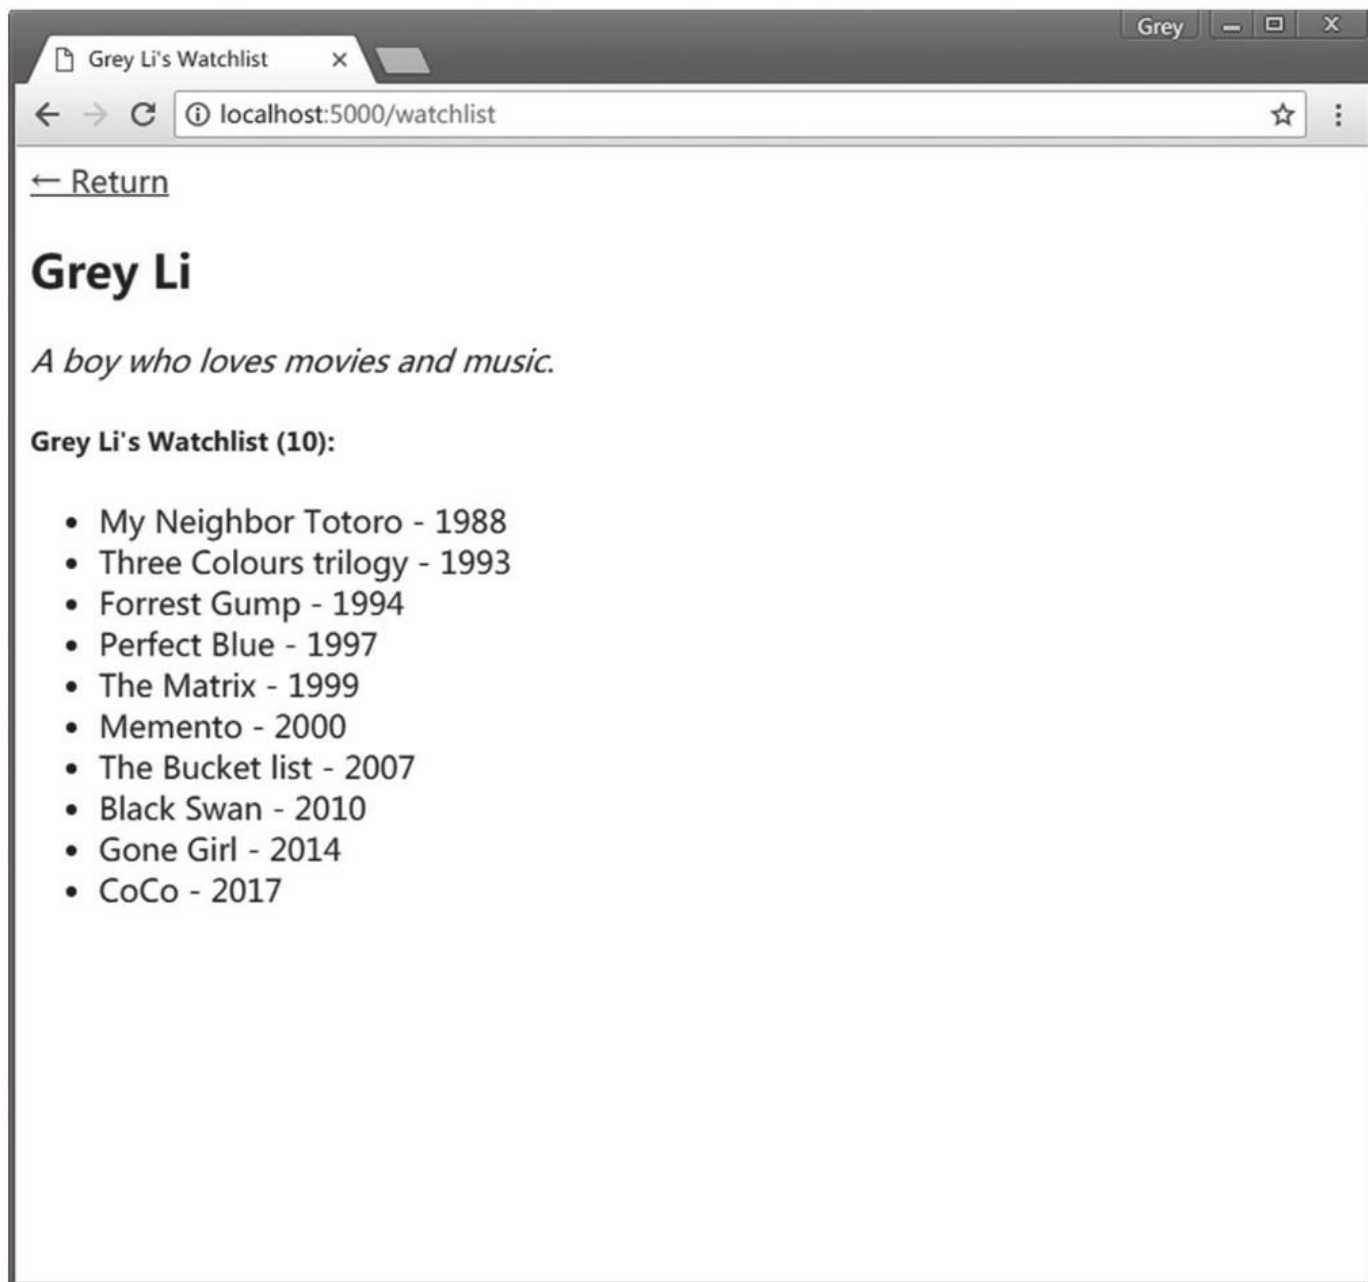 Grey
Grey Li's Watchlist
localhost:5000/watchlist
← Return
Grey Li
A boy who loves movies and music.
Grey Li's Watchlist (10):
• My Neighbor Totoro - 1988
• Three Colours trilogy - 1993
• Forrest Gump - 1994
• Perfect Blue - 1997
• The Matrix - 1999
• Memento - 2000
• The Bucket list - 2007
• Black Swan - 2010
• Gone Girl - 2014
• CoCo - 2017